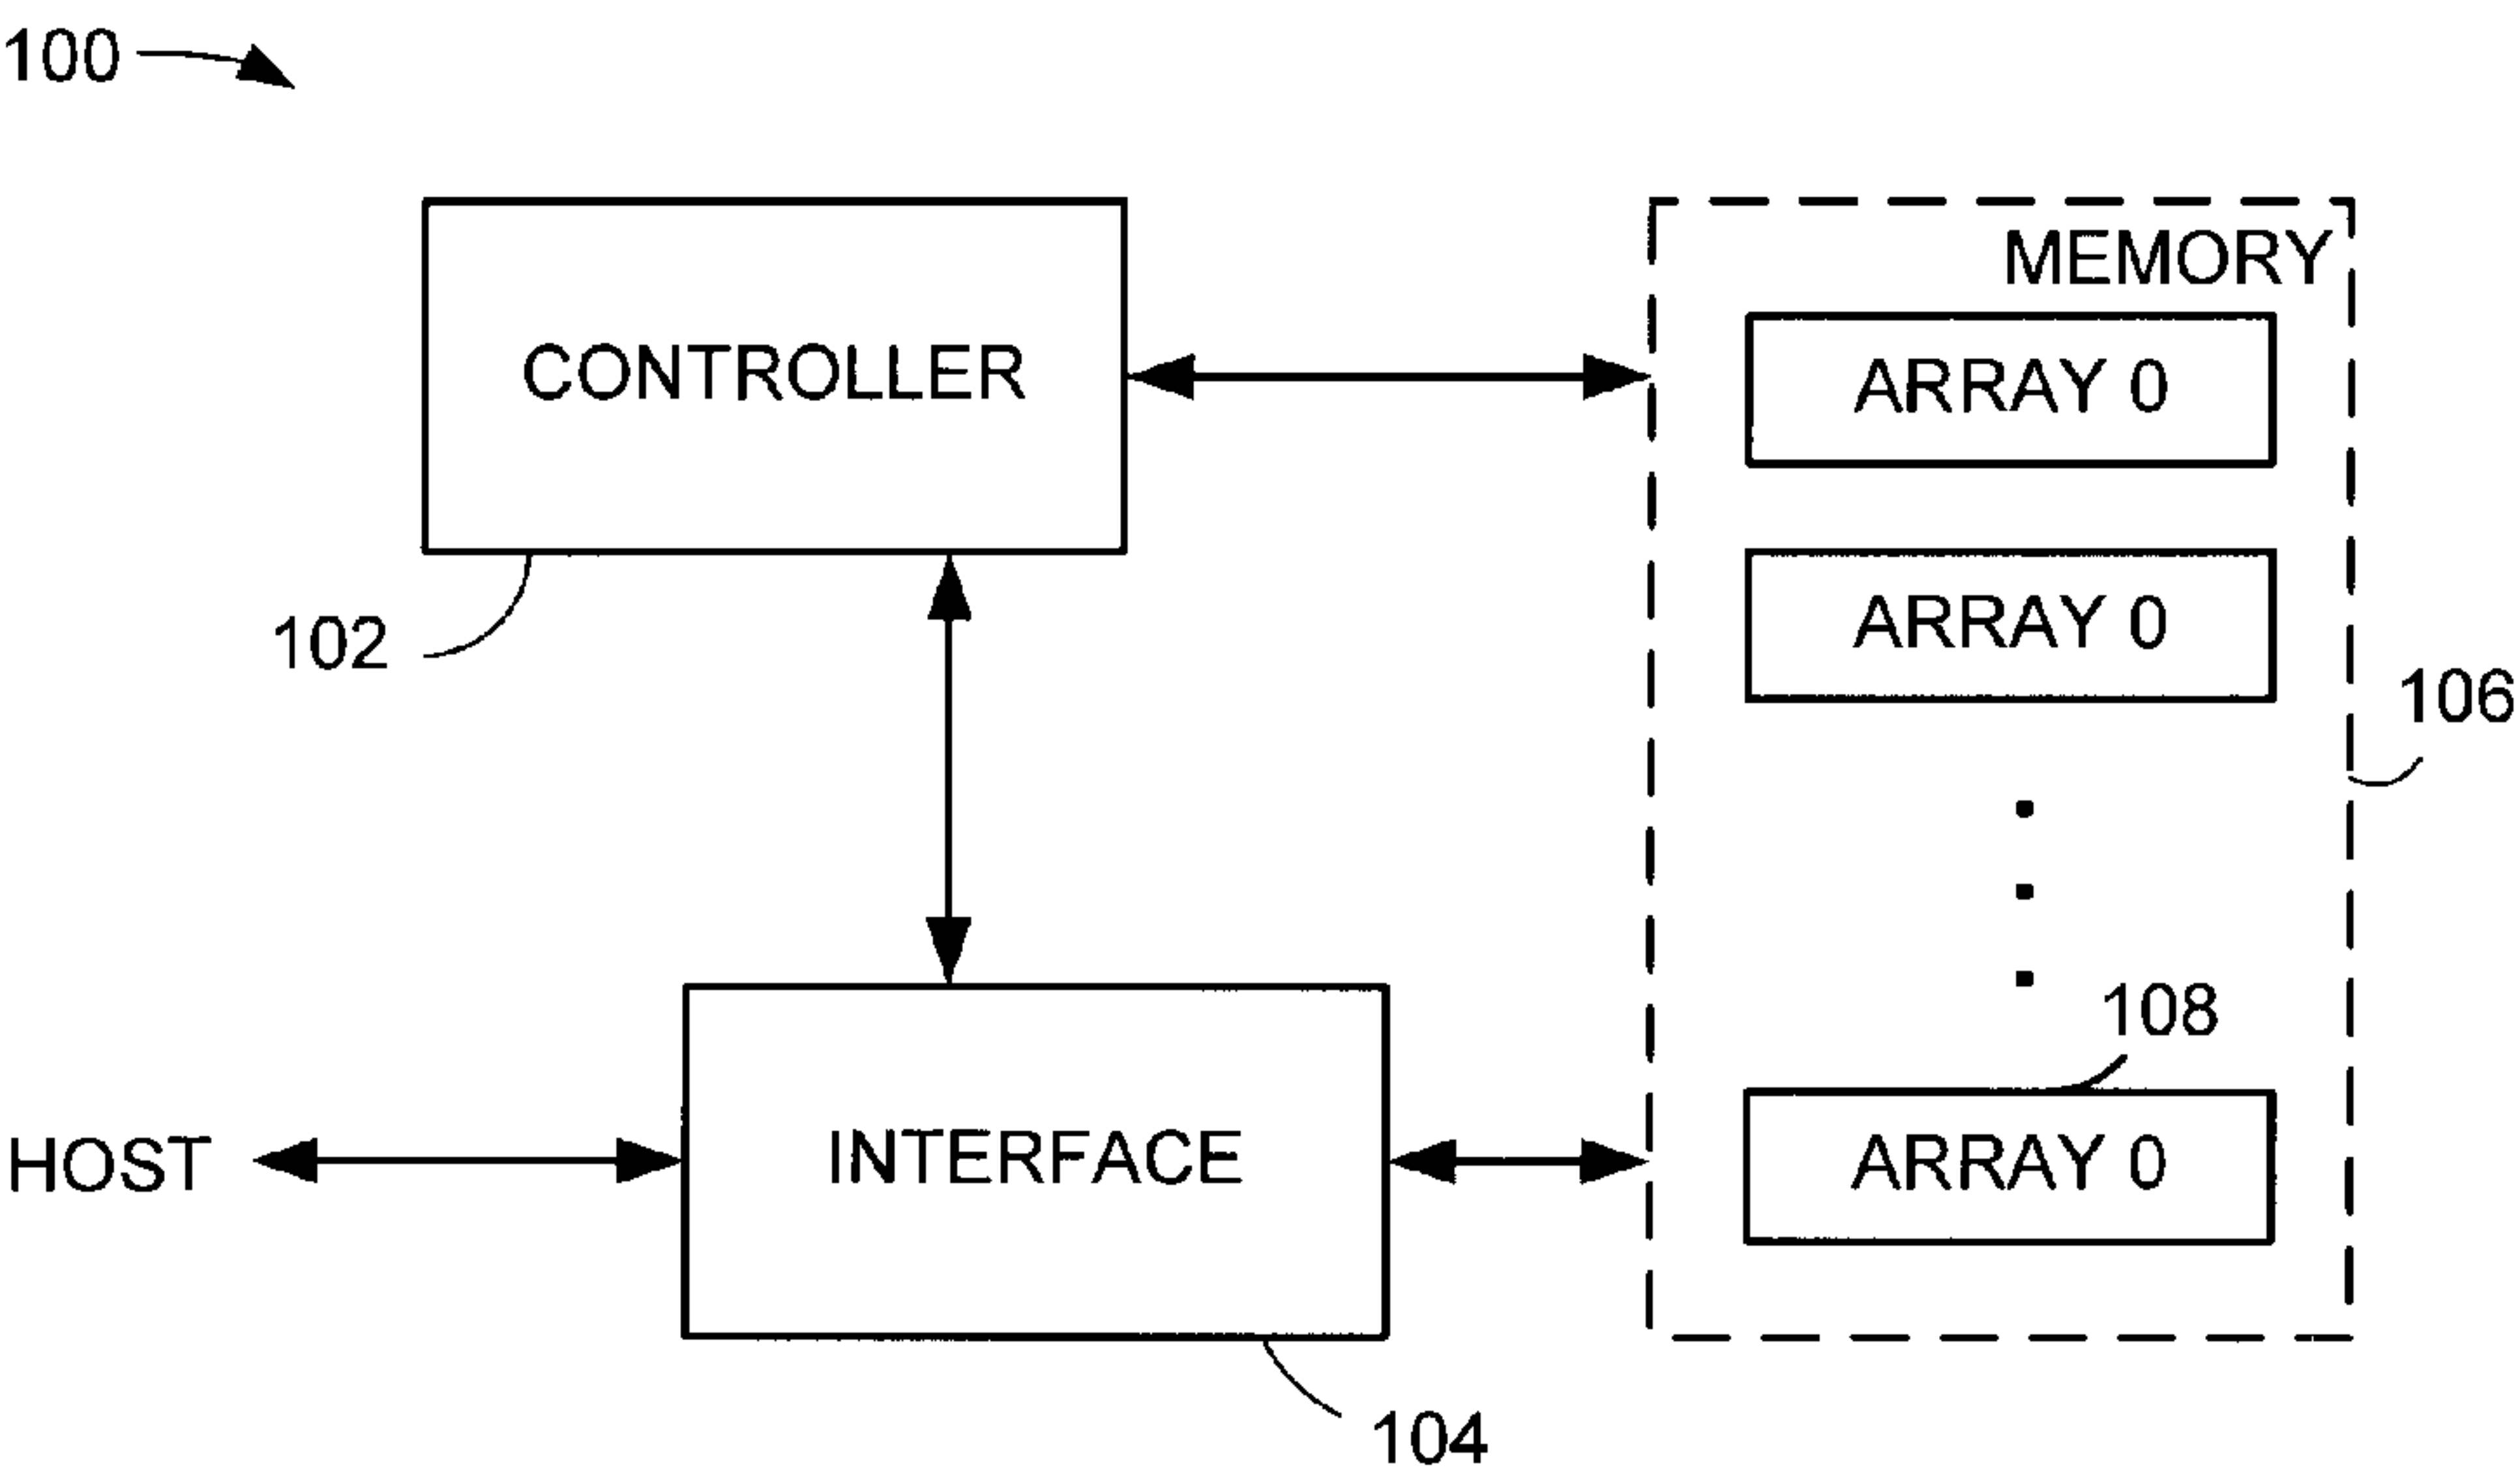 100
MEMORY
CONTROLLER
ARRAY 0
ARRAY 0
102
106
108
HOST
INTERFACE
ARRAY 0
104